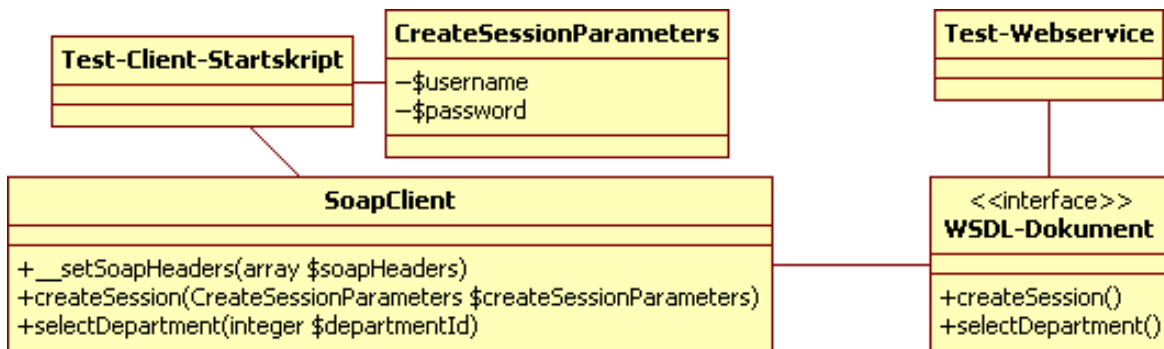 Test-Client-Startskript
CreateSessionParameters
−$username
−$password
Test-Webservice
SoapClient
+__setSoapHeaders(array $soapHeaders)
+createSession(CreateSessionParameters $createSessionParameters)
+selectDepartment(integer $departmentId)
<<interface>>
WSDL-Dokument
+createSession()
+selectDepartment()